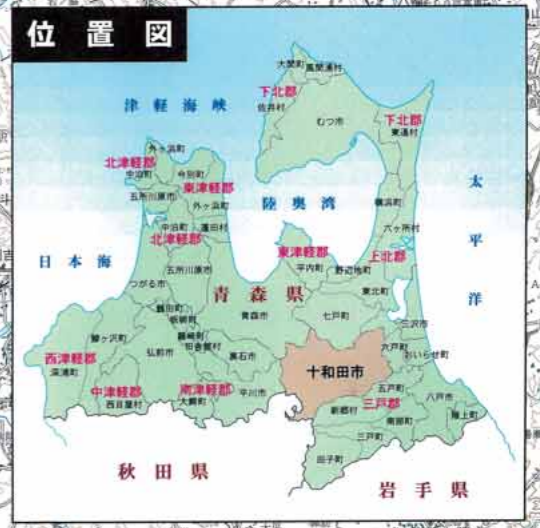 位置図
大間町
風間浦村
下北郡
佐井村
むつ市
下北郡
東通村
津軽海峡
外ヶ浜町
北津軽郡
中泊町
今別町
東津軽郡
五所川原市
外ヶ浜町
陸奥湾
横浜町
太平洋
中泊町
蓬田村
北津軽郡
六ヶ所村
東津軽郡
平内町
野辺地町
上北郡
日本海
五所川原市
つがる市
青森県
東北町
鶴田町
板柳町
青森市
七戸町
三沢市
鰺ヶ沢町
藤崎町
田舎館村
弘前市
黒石市
六戸町
おいらせ町
西津軽郡
深浦町
十和田市
五戸町
八戸市
中津軽郡
西目屋村
南津軽郡
大鰐町
平川市
三戸郡
新郷村
南部町
階上町
三戸町
田子町
秋田県
岩手県